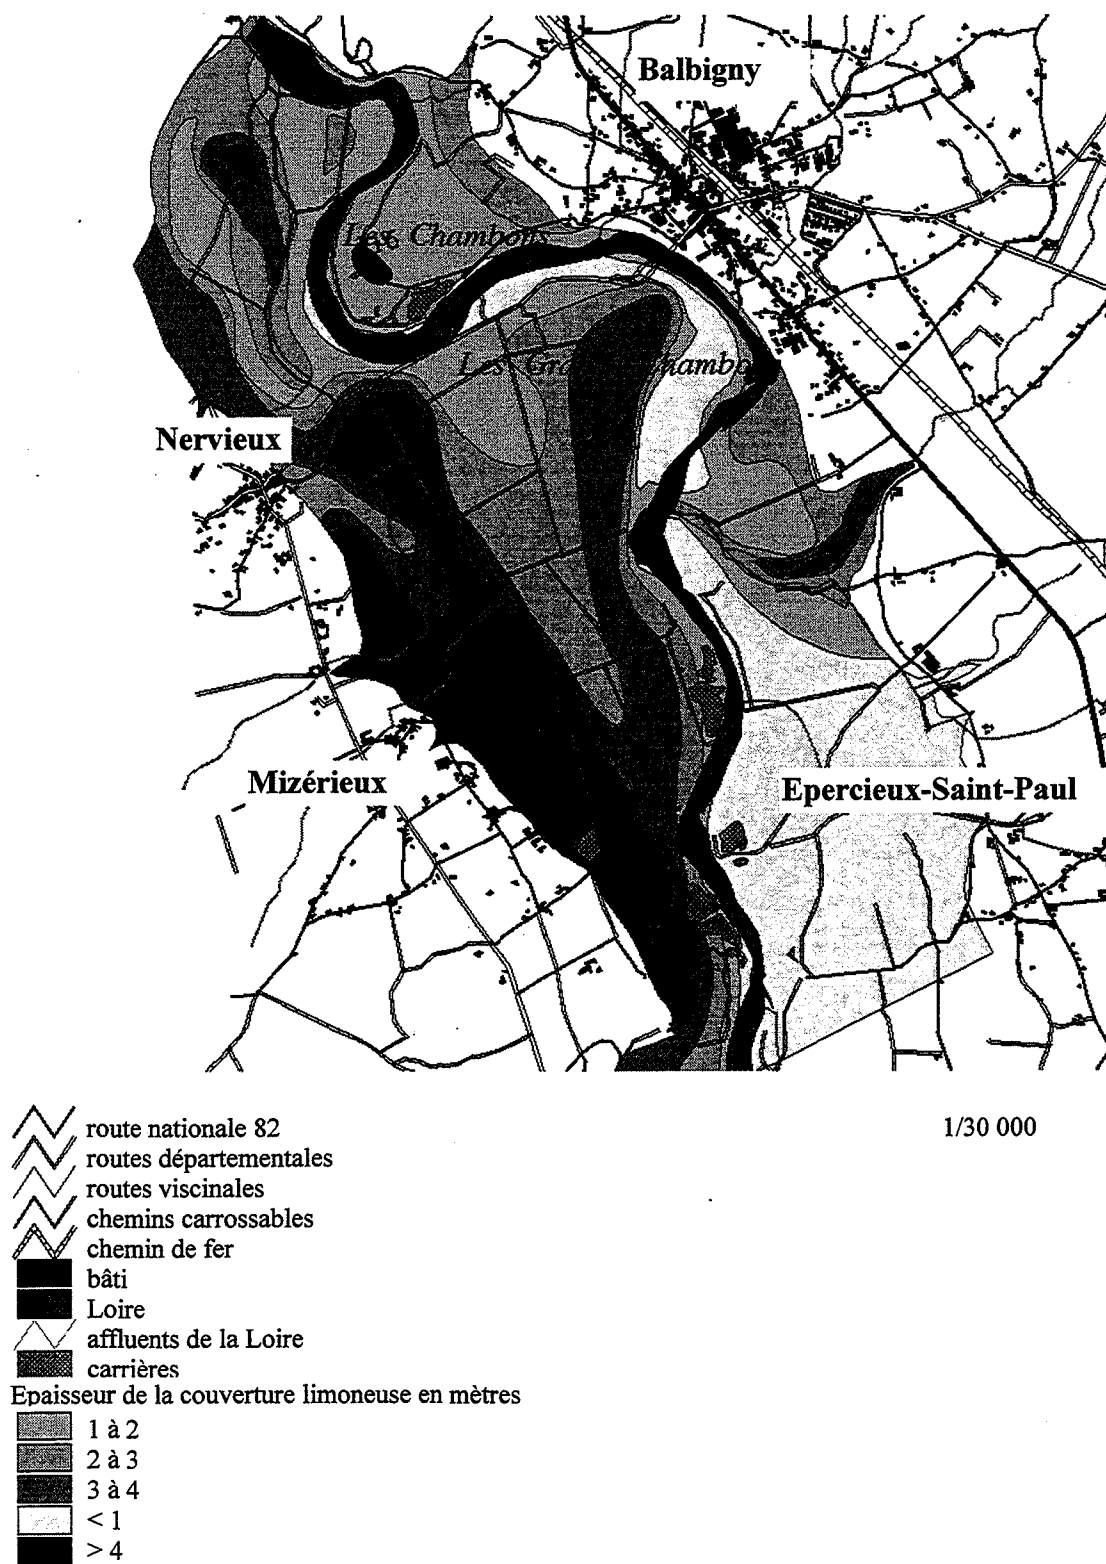 Balbigny
Les Chambons
Les Chambo
Nervieux
Mizérieux
Epercieux-Saint-Paul
route nationale 82
1/30 000
routes départementales
routes viscinales
chemins carrossables
chemin de fer
bâti
Loire
affluents de la Loire
carrières
Epaisseur de la couverture limoneuse en mètres
1 à 2
2 à 3
3 à 4
< 1
> 4